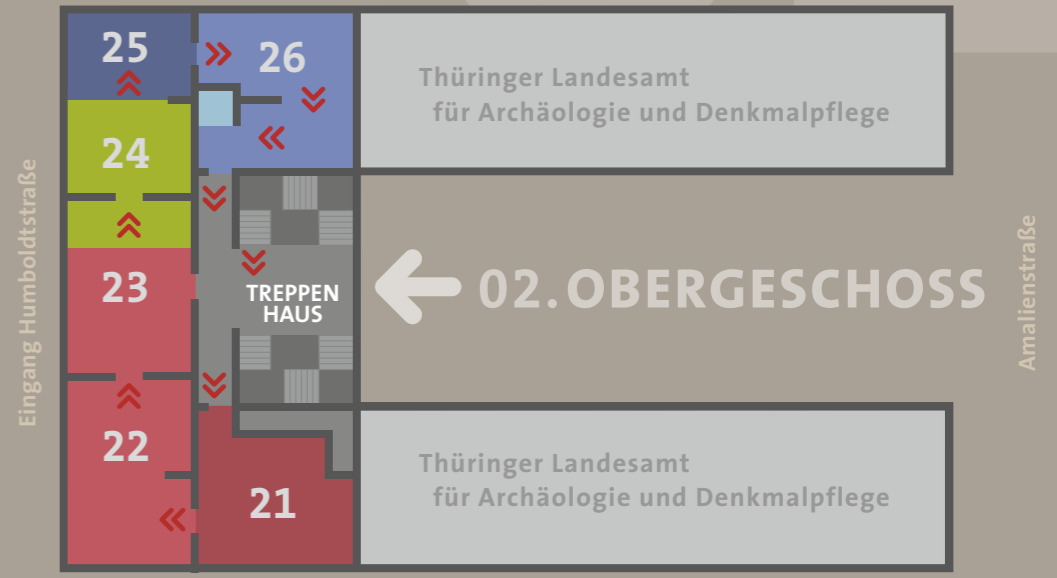 25
26
Thüringer Landesamt
für Archäologie und Denkmalpflege
24
Eingang Humboldtstraße
23
TREPPEN
HAUS
02. OBERGESCHOSS
Amalienstraße
22
21
Thüringer Landesamt
für Archäologie und Denkmalpflege